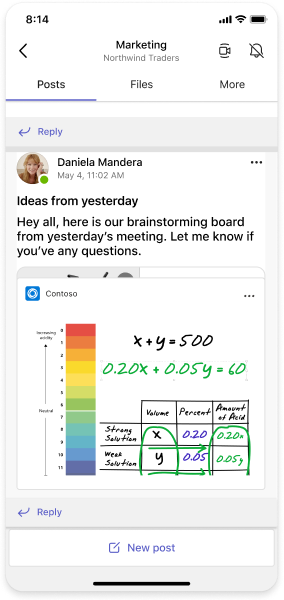 8:14
Marketing
Northwind Traders
Posts Files More
Reply
Daniela Mandera
May 4, 11:02 AM
Ideas from yesterday
Hey all, here is our brainstorming board
from yesterday's meeting. Let me know if
you've any questions.
Contoso
Increasing
acidity
Neutral
0
1
2
3
4
5
6
7
8
9
10
11
x + y = 500
0.20x + 0.05y = 60
Volume Percent Amount of Acid
Strong Solution x 0.20 0.20x
Weak Solution y 0.05 0.05y
Reply
New post